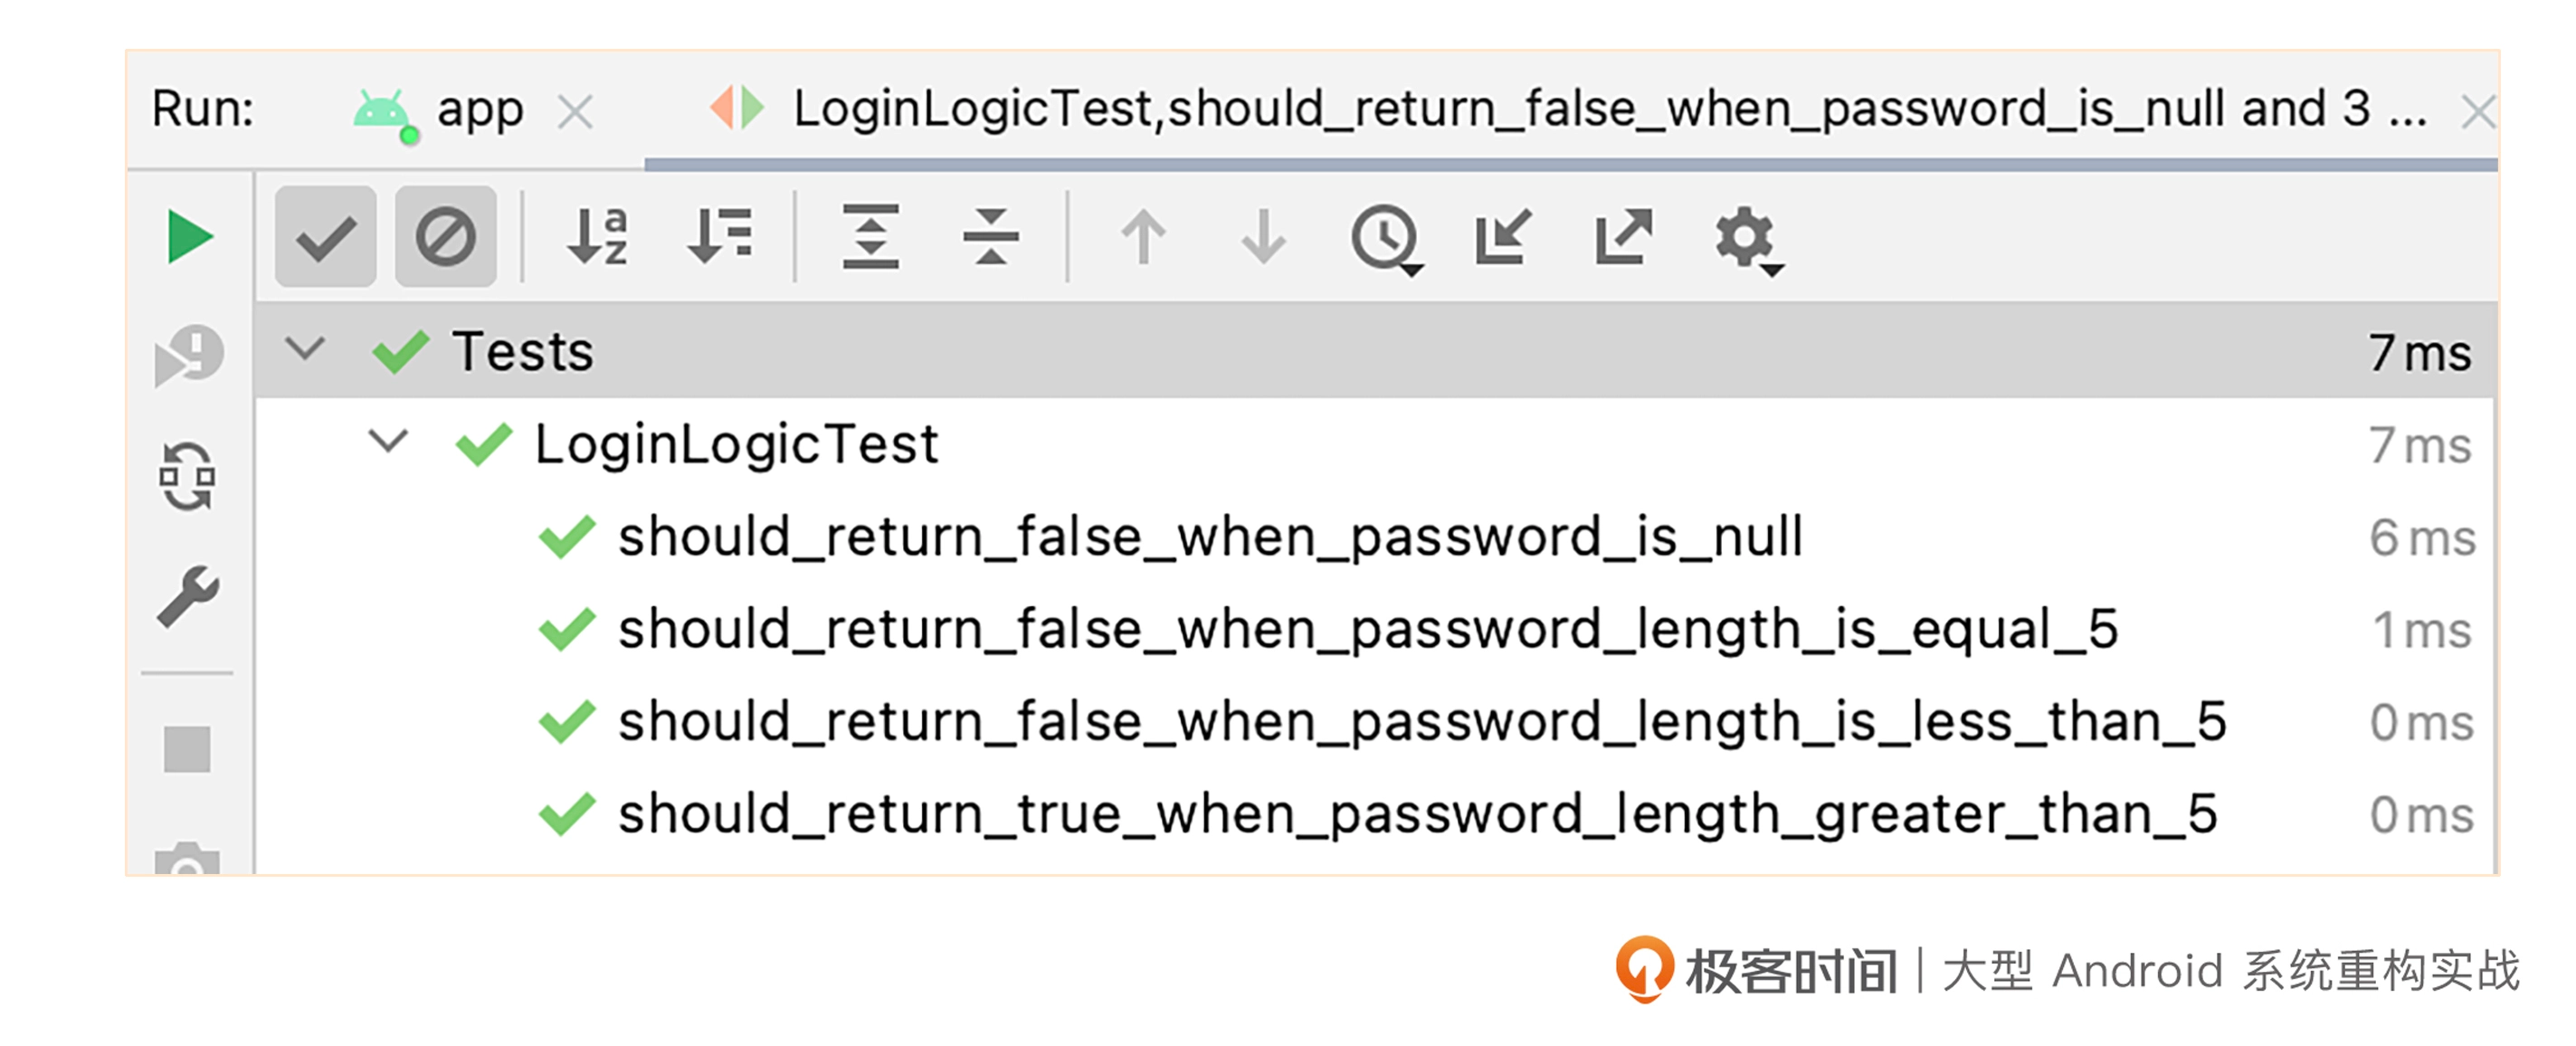 Run: app LoginLogicTest,should_return_false_when_password_is_null and 3 ...
a
z
Tests 7 ms
LoginLogicTest 7 ms
should_return_false_when_password_is_null 6 ms
should_return_false_when_password_length_is_equal_5 1 ms
should_return_false_when_password_length_is_less_than_5 0 ms
should_return_true_when_password_length_greater_than_5 0 ms
极客时间 | 大型 Android 系统重构实战